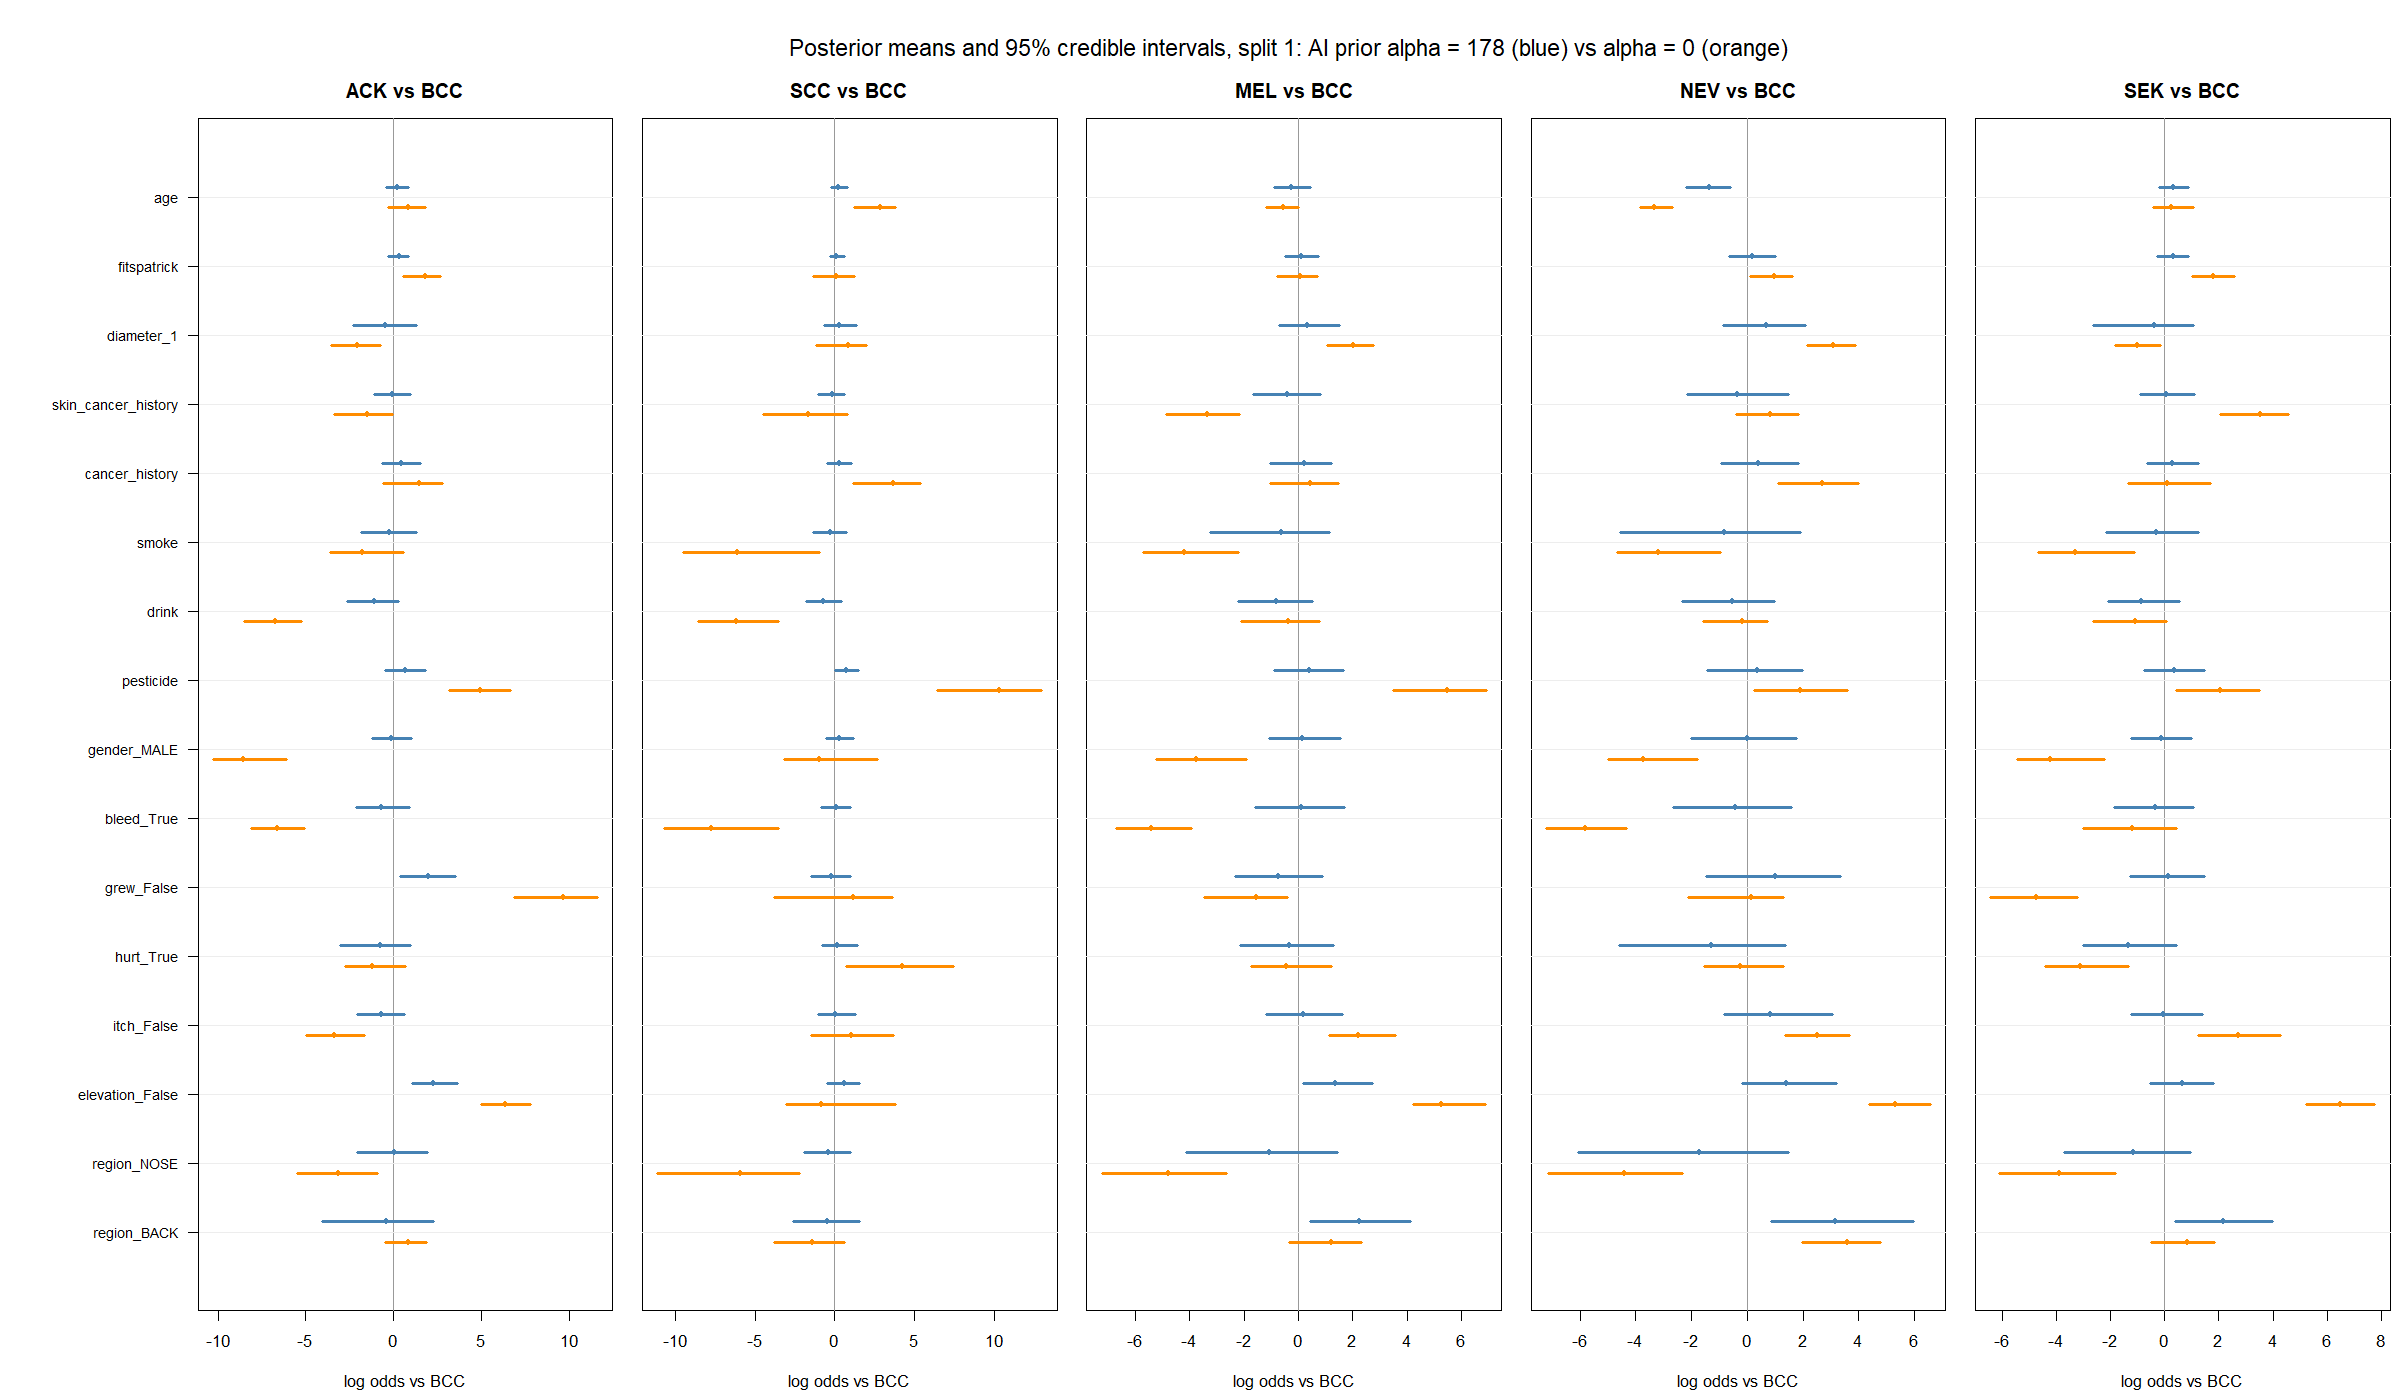 Posterior means and 95% credible intervals, split 1: AI prior alpha = 178 (blue) vs alpha = 0 (orange)
ACK vs BCC
SCC vs BCC
MEL vs BCC
NEV vs BCC
SEK vs BCC
age
fitspatrick
diameter_1
skin_cancer_history
cancer_history
smoke
drink
pesticide
gender_MALE
bleed_True
grew_False
hurt_True
itch_False
elevation_False
region_NOSE
region_BACK
-10 -5 0 5 10
-10 -5 0 5 10
-6 -4 -2 0 2 4 6
-6 -4 -2 0 2 4 6
-6 -4 -2 0 2 4 6 8
log odds vs BCC
log odds vs BCC
log odds vs BCC
log odds vs BCC
log odds vs BCC